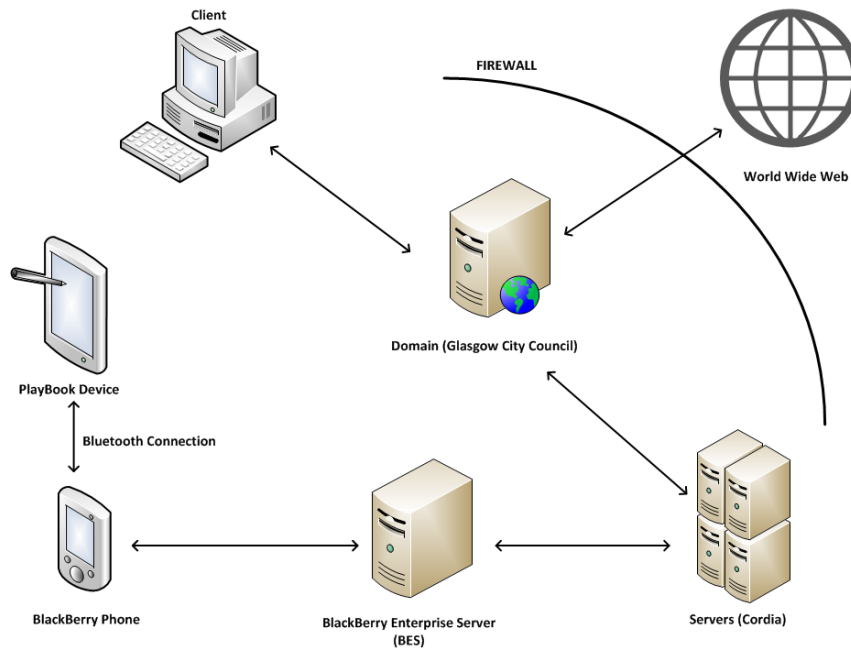 Client
FIREWALL
World Wide Web
Domain (Glasgow City Council)
PlayBook Device
Bluetooth Connection
BlackBerry Phone
BlackBerry Enterprise Server
(BES)
Servers (Cordia)